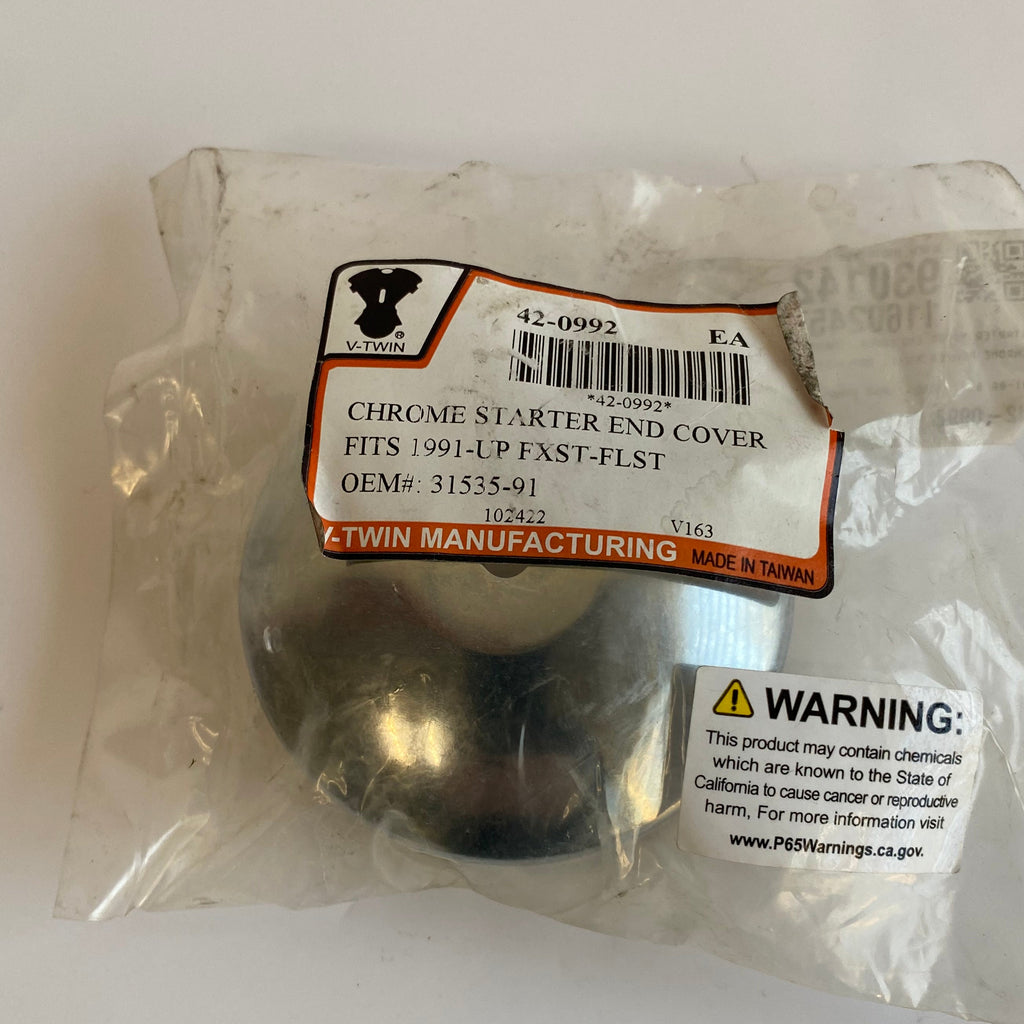 V-TWIN
®
42-0992
EA
*42-0992*
CHROME STARTER END COVER
FITS 1991-UP FXST-FLST
OEM#: 31535-91
102422
V163
V-TWIN MANUFACTURING
MADE IN TAIWAN
WARNING:
This product may contain chemicals
which are known to the State of
California to cause cancer or reproductive
harm, For more information visit
www.P65Warnings.ca.gov.
930142